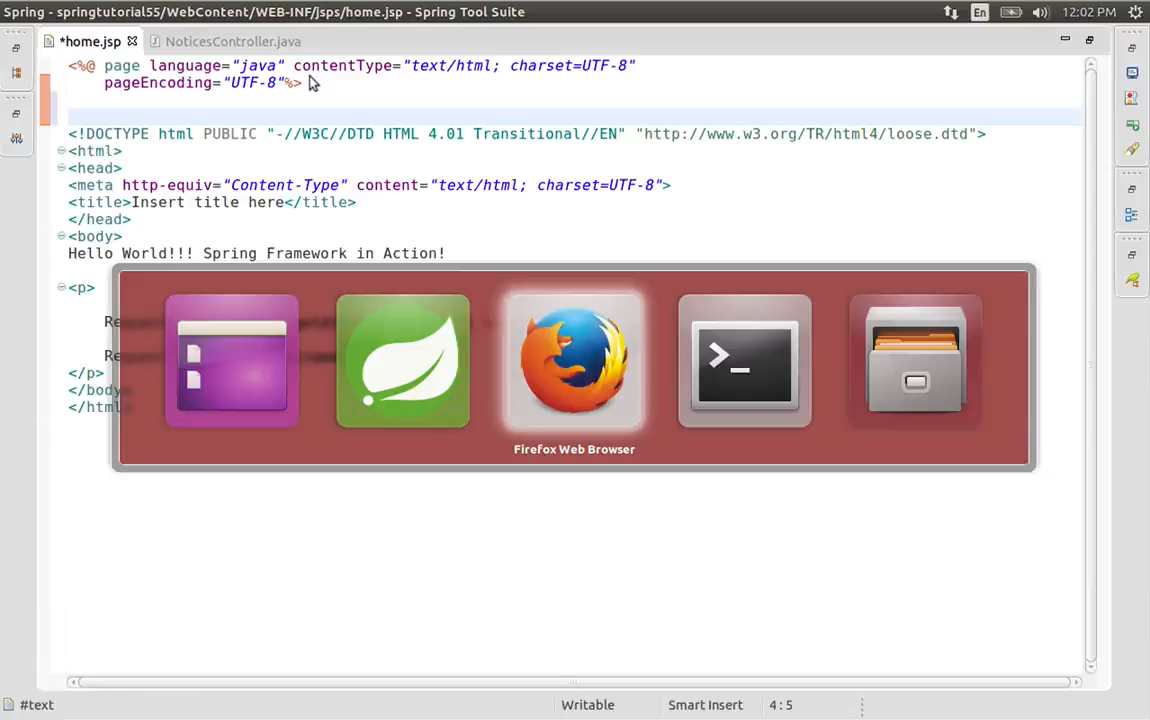 Spring - springtutorial55/WebContent/WEB-INF/jsps/home.jsp - Spring Tool Suite
En
12:02 PM
*home.jsp
NoticesController.java
<%@ page language="java" contentType="text/html; charset=UTF-8"
pageEncoding="UTF-8"%>
<!DOCTYPE html PUBLIC "-//W3C//DTD HTML 4.01 Transitional//EN" "http://www.w3.org/TR/html4/loose.dtd">
<html>
<head>
<meta http-equiv="Content-Type" content="text/html; charset=UTF-8">
<title>Insert title here</title>
</head>
<body>
Hello World!!! Spring Framework in Action!
<p>
</p>
</body>
</html>
Firefox Web Browser
#text
Writable
Smart Insert
4 : 5